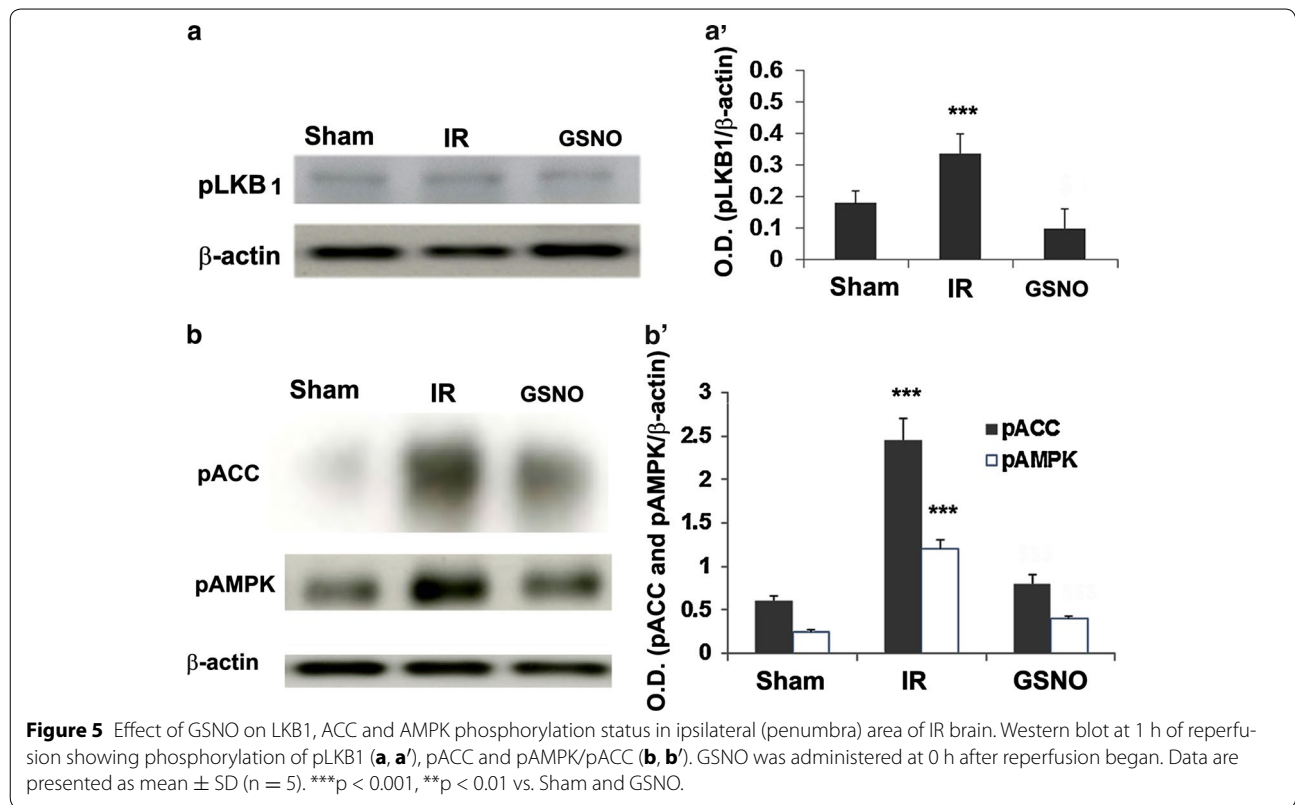 a
Sham IR GSNO
pLKB 1
β-actin
a'
O.D. (pLKB1/β-actin)
0.6
0.5
0.4
0.3
0.2
0.1
0
***
Sham IR GSNO
b
Sham IR GSNO
pACC
pAMPK
β-actin
b'
O.D. (pACC and pAMPK/β-actin)
3
2.5
2
1.5
1
0.5
0
***
***
pACC
pAMPK
Sham IR GSNO
Figure 5 Effect of GSNO on LKB1, ACC and AMPK phosphorylation status in ipsilateral (penumbra) area of IR brain. Western blot at 1 h of reperfu-
sion showing phosphorylation of pLKB1 (a, a′), pACC and pAMPK/pACC (b, b′). GSNO was administered at 0 h after reperfusion began. Data are
presented as mean ± SD (n = 5). ***p < 0.001, **p < 0.01 vs. Sham and GSNO.